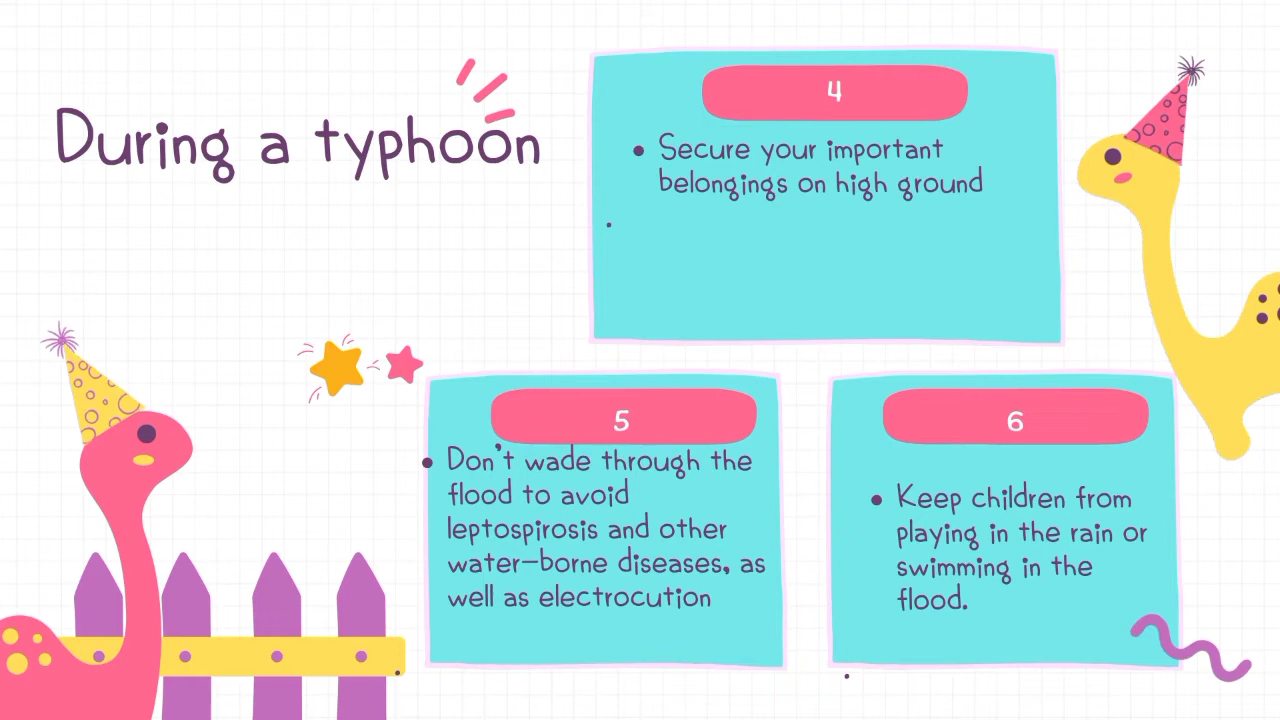 During a typhoon
4
• Secure your important
belongings on high ground
•
5
• Don't wade through the
flood to avoid
leptospirosis and other
water-borne diseases, as
well as electrocution
6
• Keep children from
playing in the rain or
swimming in the
flood.